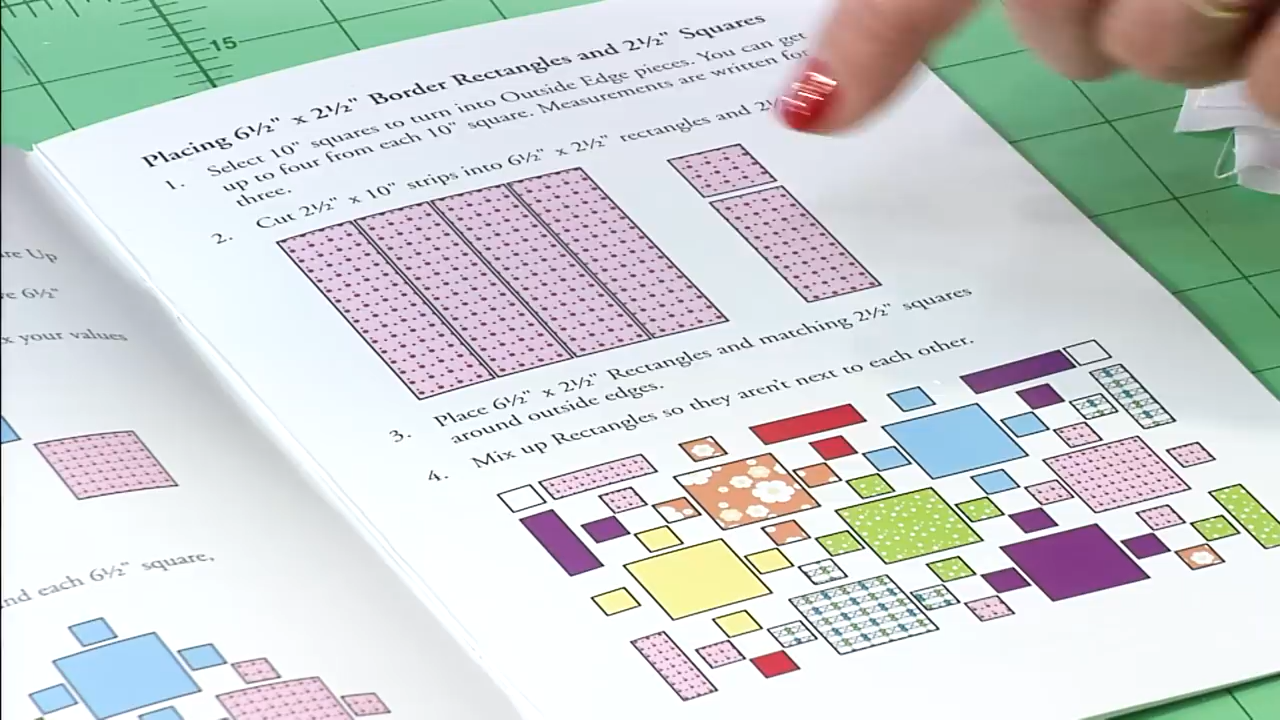 15
Placing 6½" x 2½" Border Rectangles and 2½" Squares
1. Select 10" squares to turn into Outside Edge pieces. You can get
up to four from each 10" square. Measurements are written for
three.
2. Cut 2½" x 10" strips into 6½" x 2½" rectangles and
3. Place 6½" x 2½" Rectangles and matching 2½" squares
around outside edges.
4. Mix up Rectangles so they aren't next to each other.
Up
6½"
your values
each 6½" square,